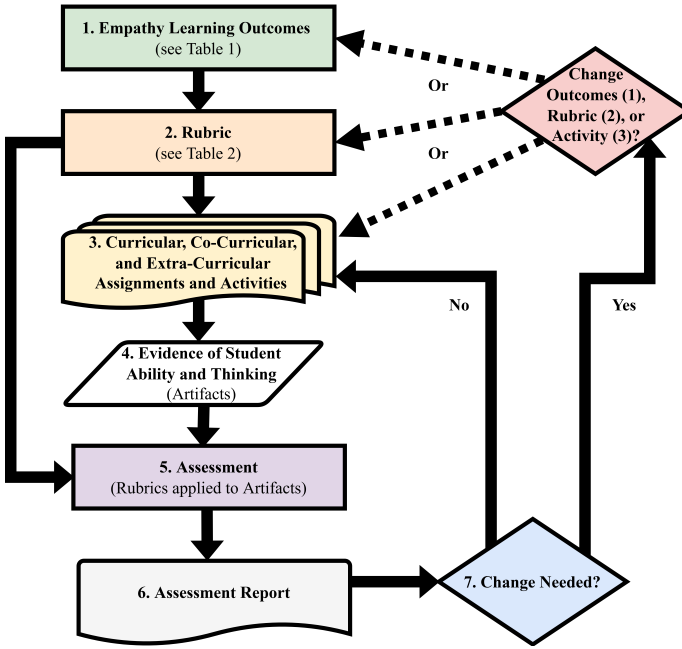 1. Empathy Learning Outcomes
(see Table 1)
Or
Change
Outcomes (1),
Rubric (2), or
Activity (3)?
2. Rubric
(see Table 2)
Or
3. Curricular, Co-Curricular,
and Extra-Curricular
Assignments and Activities
No
Yes
4. Evidence of Student
Ability and Thinking
(Artifacts)
5. Assessment
(Rubrics applied to Artifacts)
6. Assessment Report
7. Change Needed?